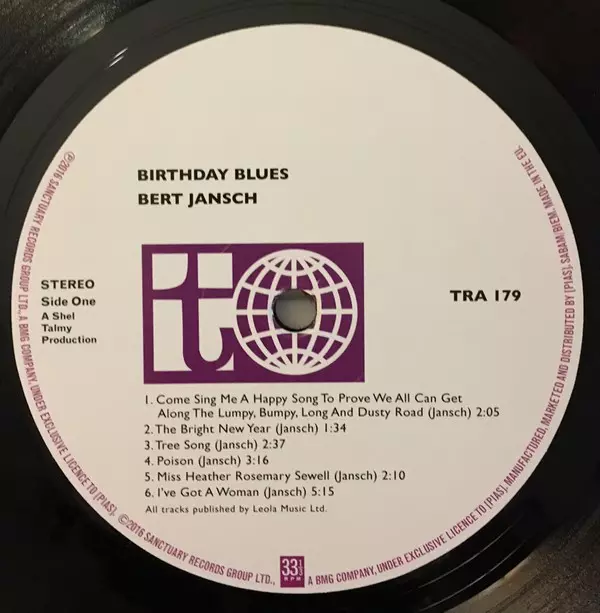 BIRTHDAY BLUES
BERT JANSCH
STEREO
Side One
A Shel
Talmy
Production
t
TRA 179
1. Come Sing Me A Happy Song To Prove We All Can Get
Along The Lumpy, Bumpy, Long And Dusty Road (Jansch) 2:05
2. The Bright New Year (Jansch) 1:34
3. Tree Song (Jansch) 2:37
4. Poison (Jansch) 3:16
5. Miss Heather Rosemary Sewell (Jansch) 2:10
6. I've Got A Woman (Jansch) 5:15
All tracks published by Leola Music Ltd.
33 1/3
RPM
℗2016 SANCTUARY RECORDS GROUP LTD., A BMG COMPANY, UNDER EXCLUSIVE LICENCE TO [PIAS].
©2016 SANCTUARY RECORDS GROUP LTD., A BMG COMPANY, UNDER EXCLUSIVE LICENCE TO [PIAS]. MANUFACTURED, MARKETED AND DISTRIBUTED BY [PIAS]. SABAM/BIEM. MADE IN THE EU.